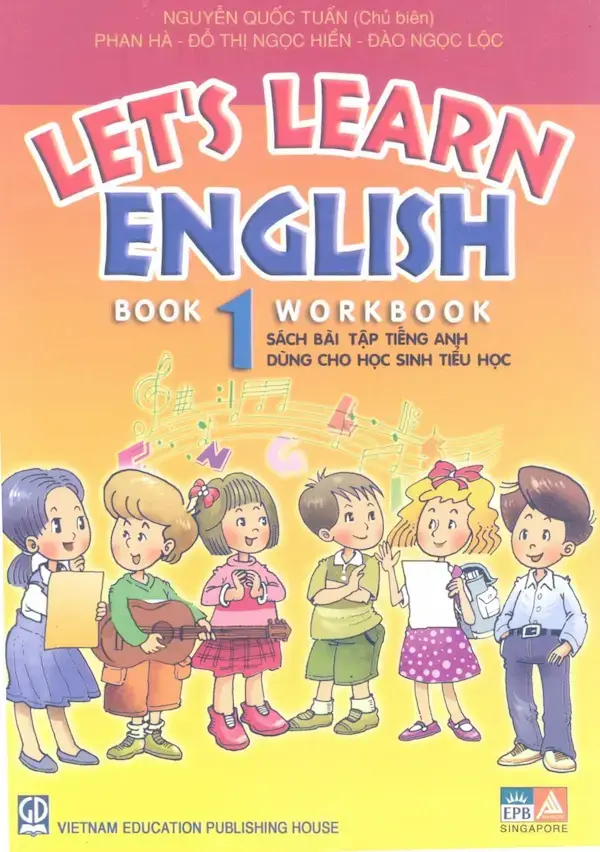 NGUYỄN QUỐC TUẤN (Chủ biên)
PHAN HÀ - ĐỖ THỊ NGỌC HIỀN - ĐÀO NGỌC LỘC
LET'S LEARN
ENGLISH
BOOK 1 WORKBOOK
SÁCH BÀI TẬP TIẾNG ANH
DÙNG CHO HỌC SINH TIỂU HỌC
E N G
GD
VIETNAM EDUCATION PUBLISHING HOUSE
EPB
SINGAPORE